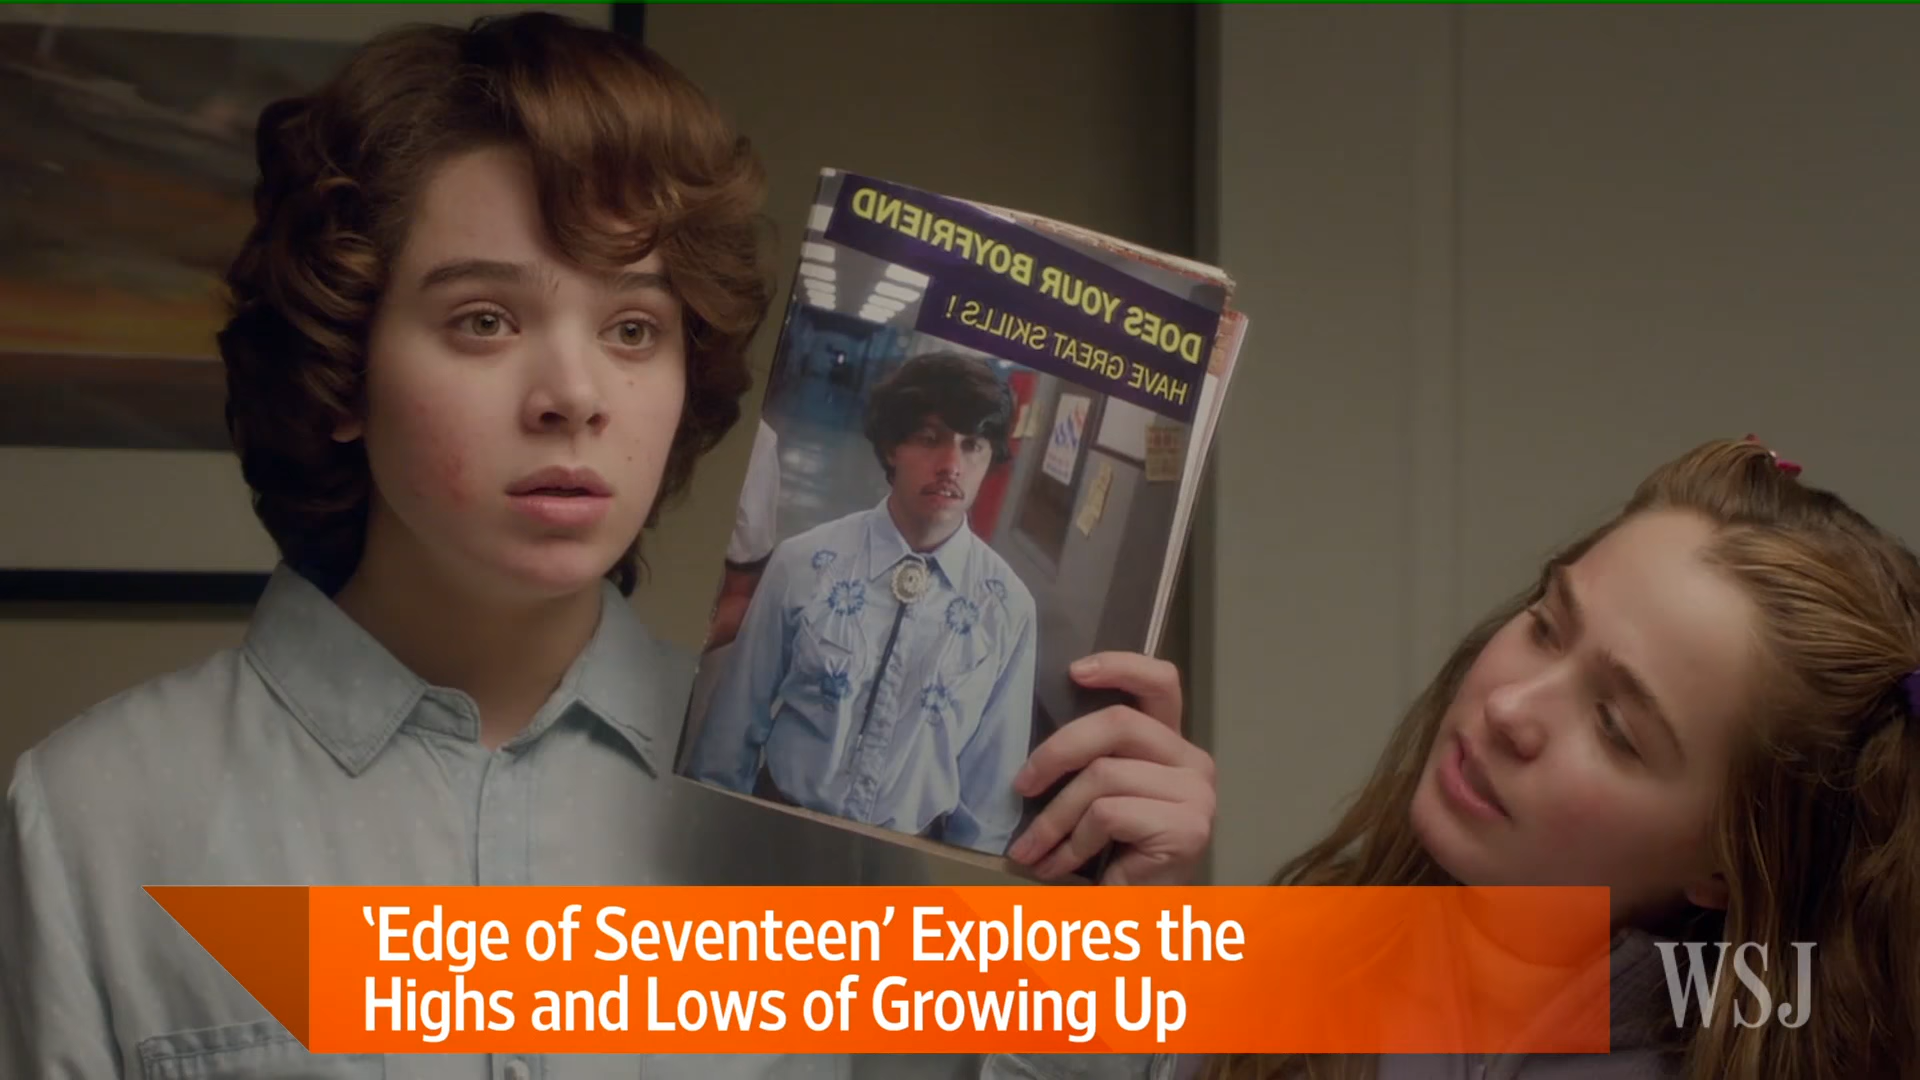 DOES YOUR BOYFRIEND
HAVE GREAT SKILLS!
‘Edge of Seventeen’ Explores the
Highs and Lows of Growing Up
WSJ